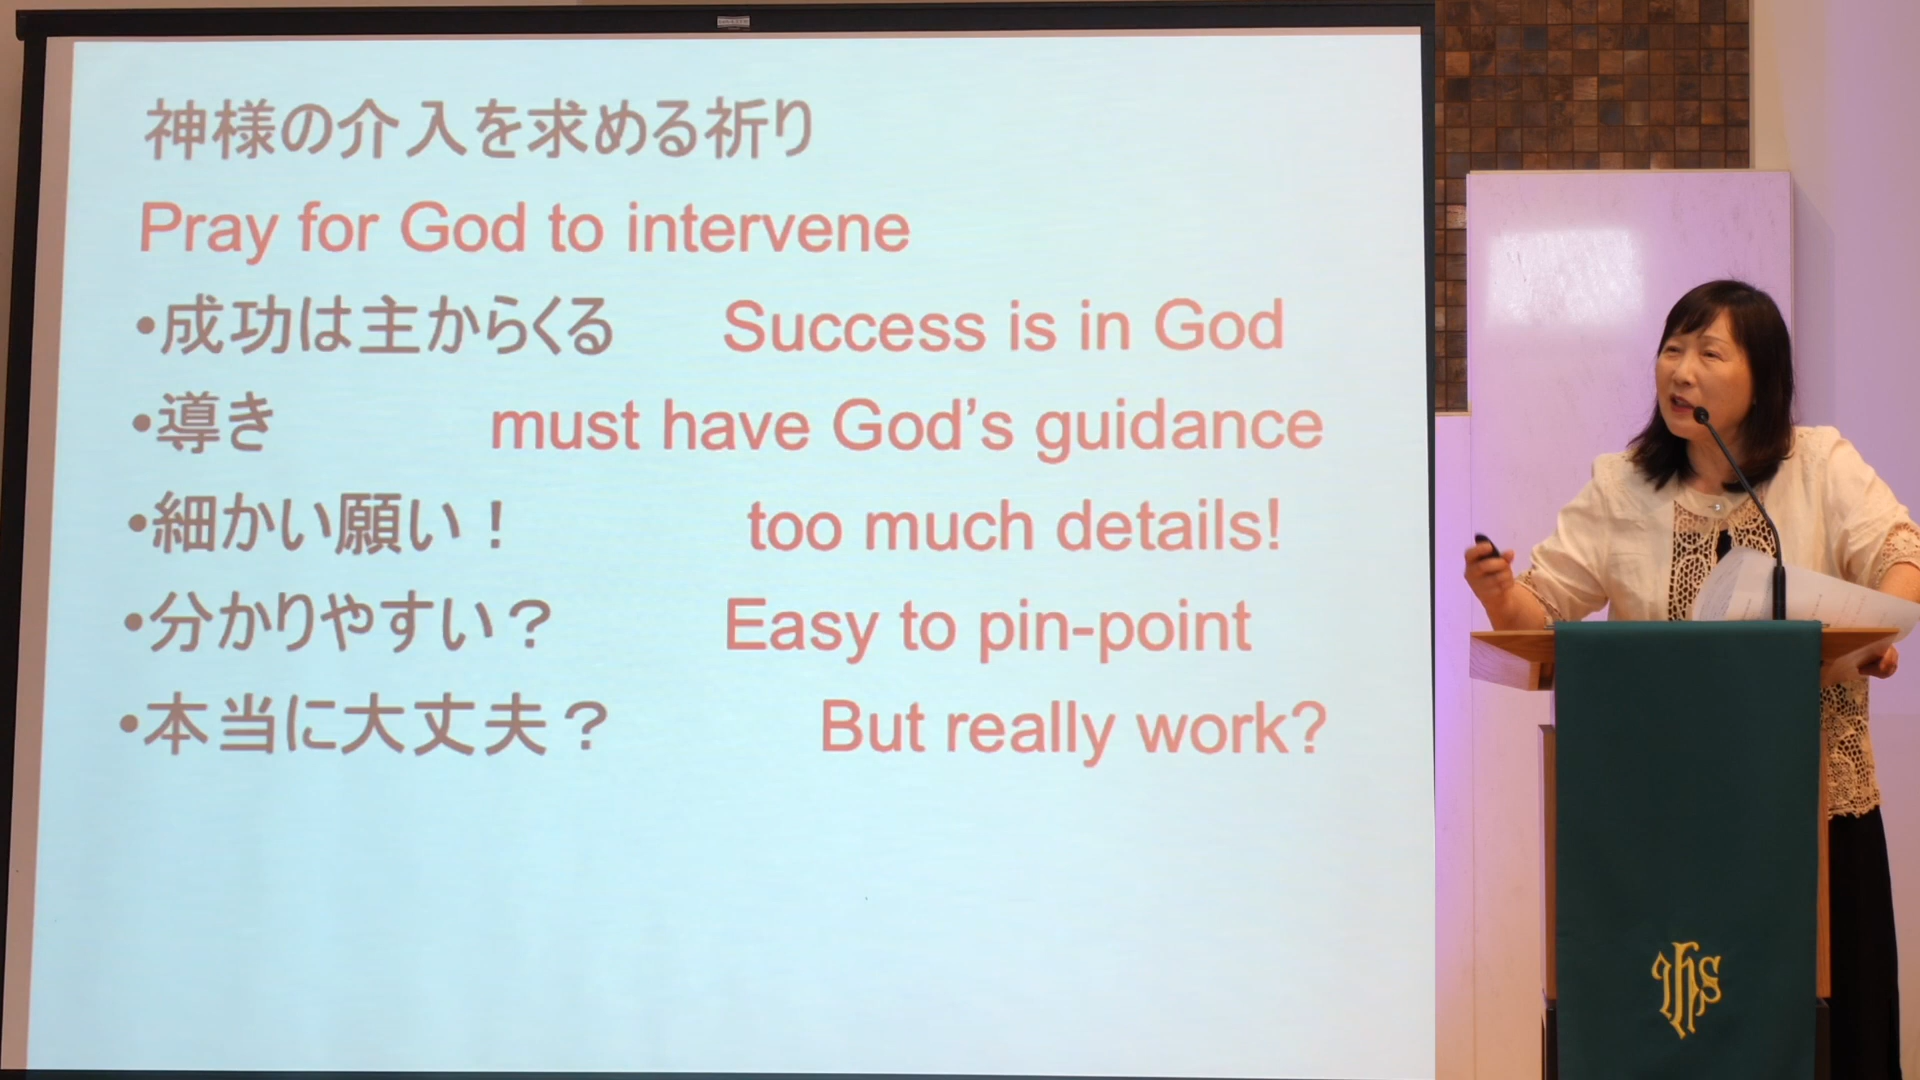 神様の介入を求める祈り
Pray for God to intervene
•成功は主からくる Success is in God
•導き must have God’s guidance
•細かい願い！ too much details!
•分かりやすい？ Easy to pin-point
•本当に大丈夫？ But really work?
IHS